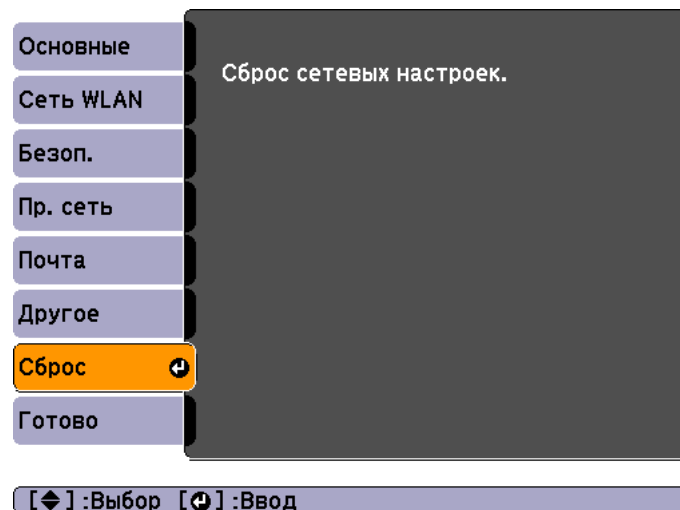 Основные
Сеть WLAN
Безоп.
Пр. сеть
Почта
Другое
Сброс
Готово
Сброс сетевых настроек.
[◆]:Выбор [⏎]:Ввод